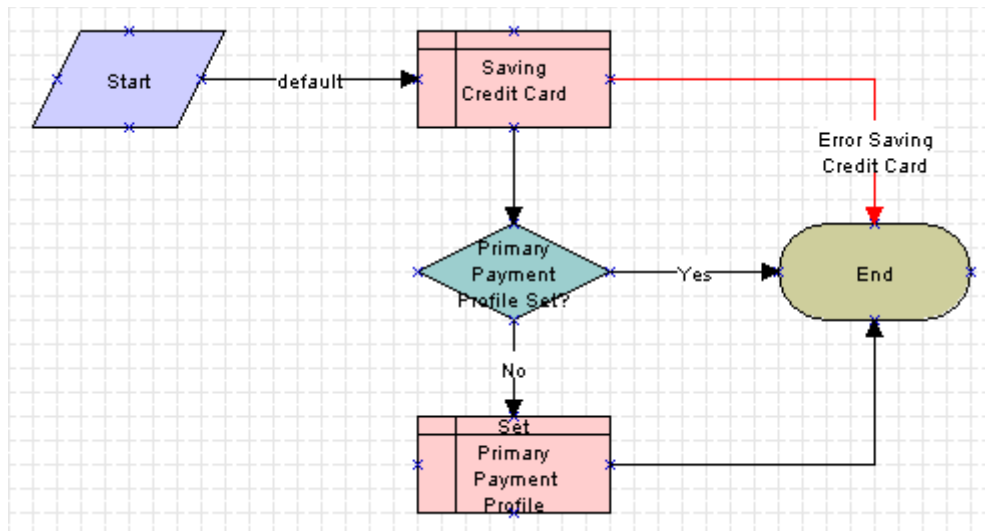 Start
default
Saving
Credit Card
Error Saving
Credit Card
Primary
Payment
Profile Set?
Yes
End
No
Set
Primary
Payment
Profile